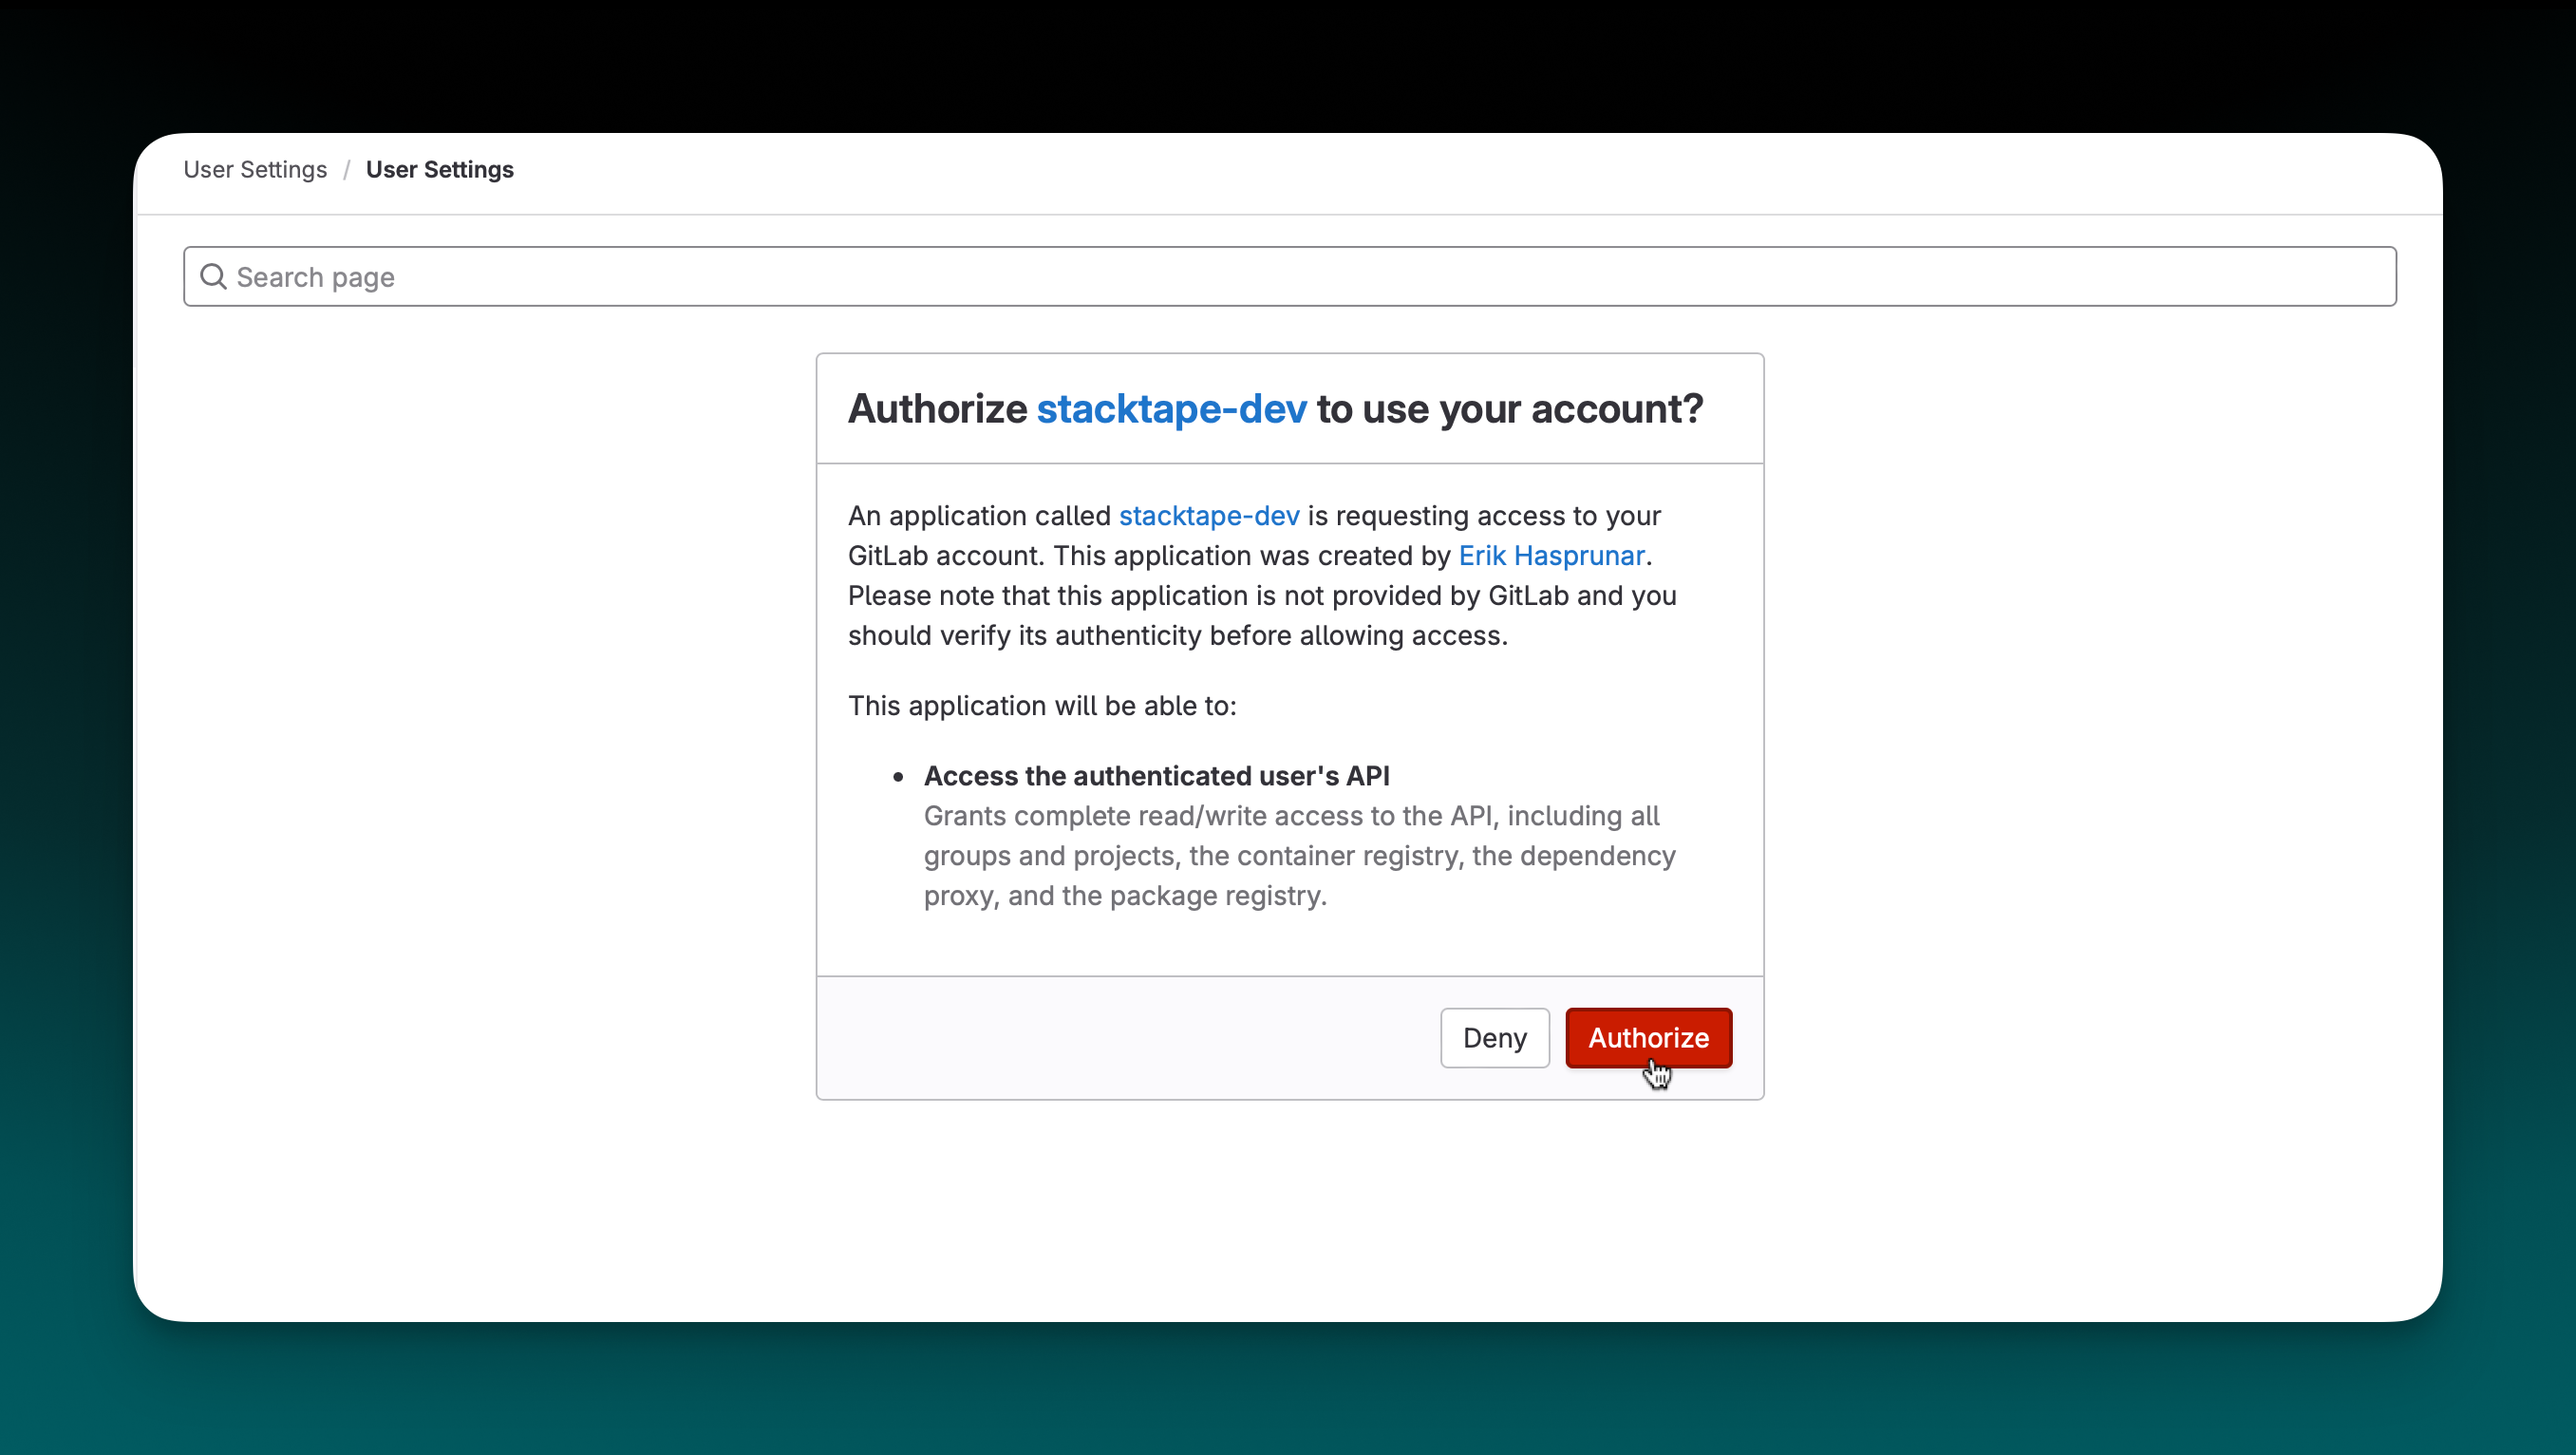 User Settings / User Settings
Search page
Authorize stacktape-dev to use your account?
An application called stacktape-dev is requesting access to your
GitLab account. This application was created by Erik Hasprunar.
Please note that this application is not provided by GitLab and you
should verify its authenticity before allowing access.
This application will be able to:
• Access the authenticated user's API
Grants complete read/write access to the API, including all
groups and projects, the container registry, the dependency
proxy, and the package registry.
Deny Authorize